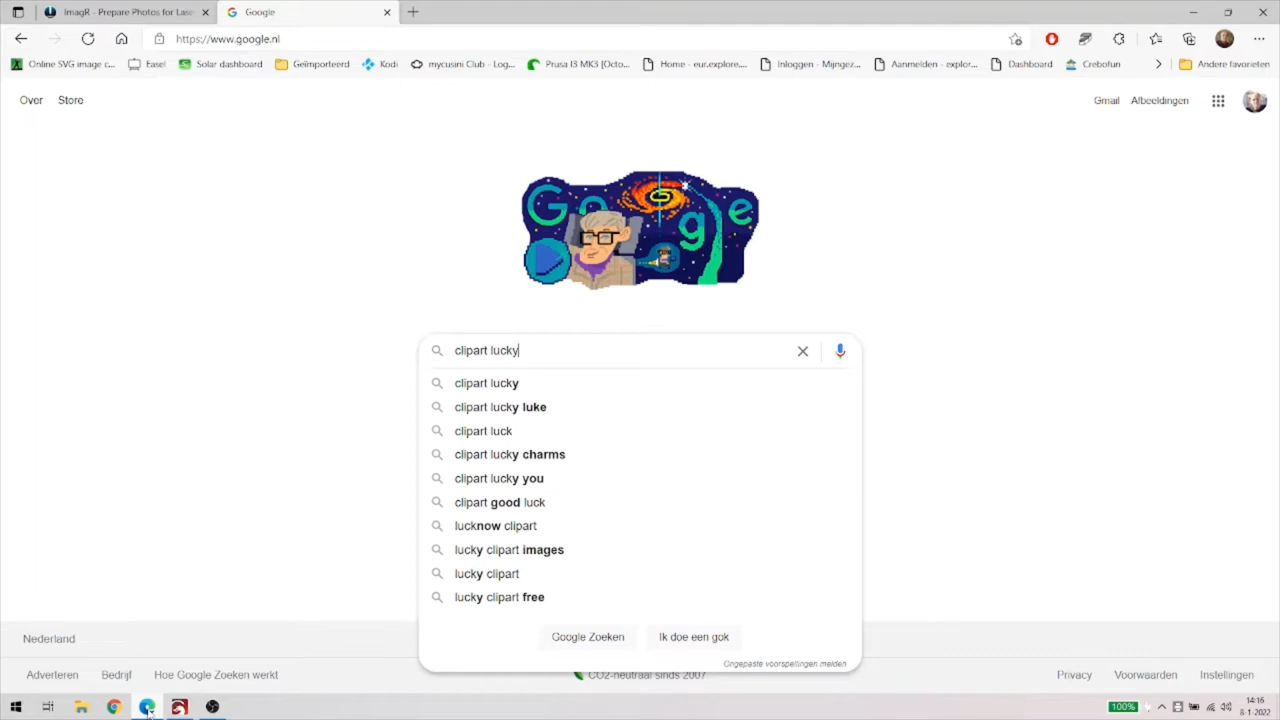 ImagR - Prepare Photos for Lase
Google
https://www.google.nl
Online SVG image c...
Easel
Solar dashboard
Geïmporteerd
Kodi
mycusini Club - Log...
Prusa I3 MK3 [Octo...
Home - eur.explore....
Inloggen - Mijngez...
Aanmelden - explor...
Dashboard
Crebofun
Andere favorieten
Over
Store
Gmail
Afbeeldingen
Google
clipart lucky
clipart lucky
clipart lucky luke
clipart luck
clipart lucky charms
clipart lucky you
clipart good luck
lucknow clipart
lucky clipart images
lucky clipart
lucky clipart free
Google Zoeken
Ik doe een gok
Ongepaste voorspellingen melden
Nederland
Adverteren
Bedrijf
Hoe Google Zoeken werkt
CO2-neutraal sinds 2007
Privacy
Voorwaarden
Instellingen
100%
14:16
8-1-2022